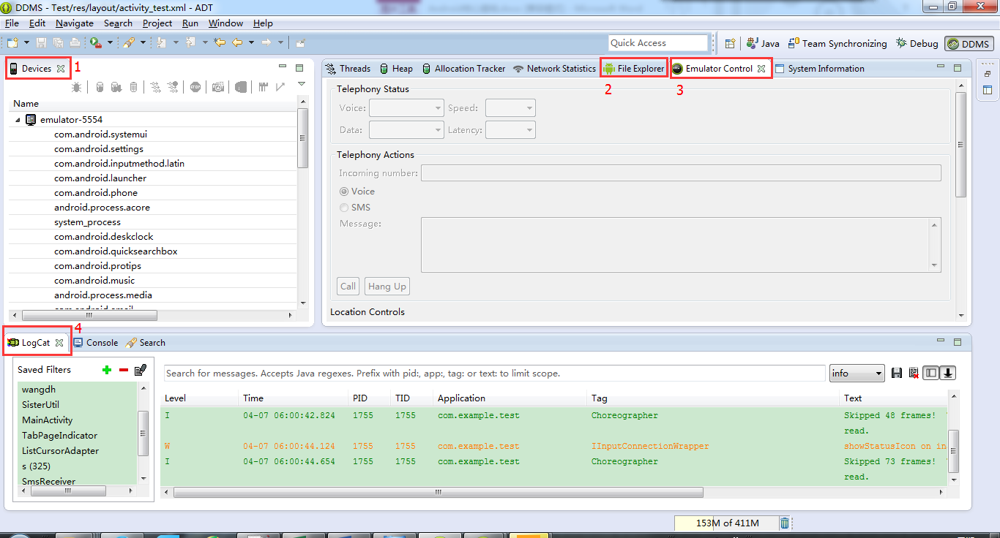 DDMS - Test/res/layout/activity_test.xml - ADT
File Edit Navigate Search Project Run Window Help
Quick Access
Java Team Synchronizing Debug DDMS
Devices 1
Threads Heap Allocation Tracker Network Statistics File Explorer Emulator Control System Information
2 3
Name
emulator-5554
com.android.systemui
com.android.settings
com.android.inputmethod.latin
com.android.launcher
com.android.phone
android.process.acore
system_process
com.android.deskclock
com.android.quicksearchbox
com.android.protips
com.android.music
android.process.media
Telephony Status
Voice: Speed:
Data: Latency:
Telephony Actions
Incoming number:
Voice
SMS
Message:
Call Hang Up
Location Controls
4
LogCat Console Search
Saved Filters
wangdh
SisterUtil
MainActivity
TabPageIndicator
ListCursorAdapter
s (325)
SmsReceiver
Search for messages. Accepts Java regexes. Prefix with pid:, app:, tag: or text: to limit scope.
info
Level Time PID TID Application Tag Text
I 04-07 06:00:42.824 1755 1755 com.example.test Choreographer Skipped 48 frames!
read.
W 04-07 06:00:44.124 1755 1755 com.example.test IInputConnectionWrapper showStatusIcon on in
I 04-07 06:00:44.654 1755 1755 com.example.test Choreographer Skipped 73 frames!
read.
153M of 411M